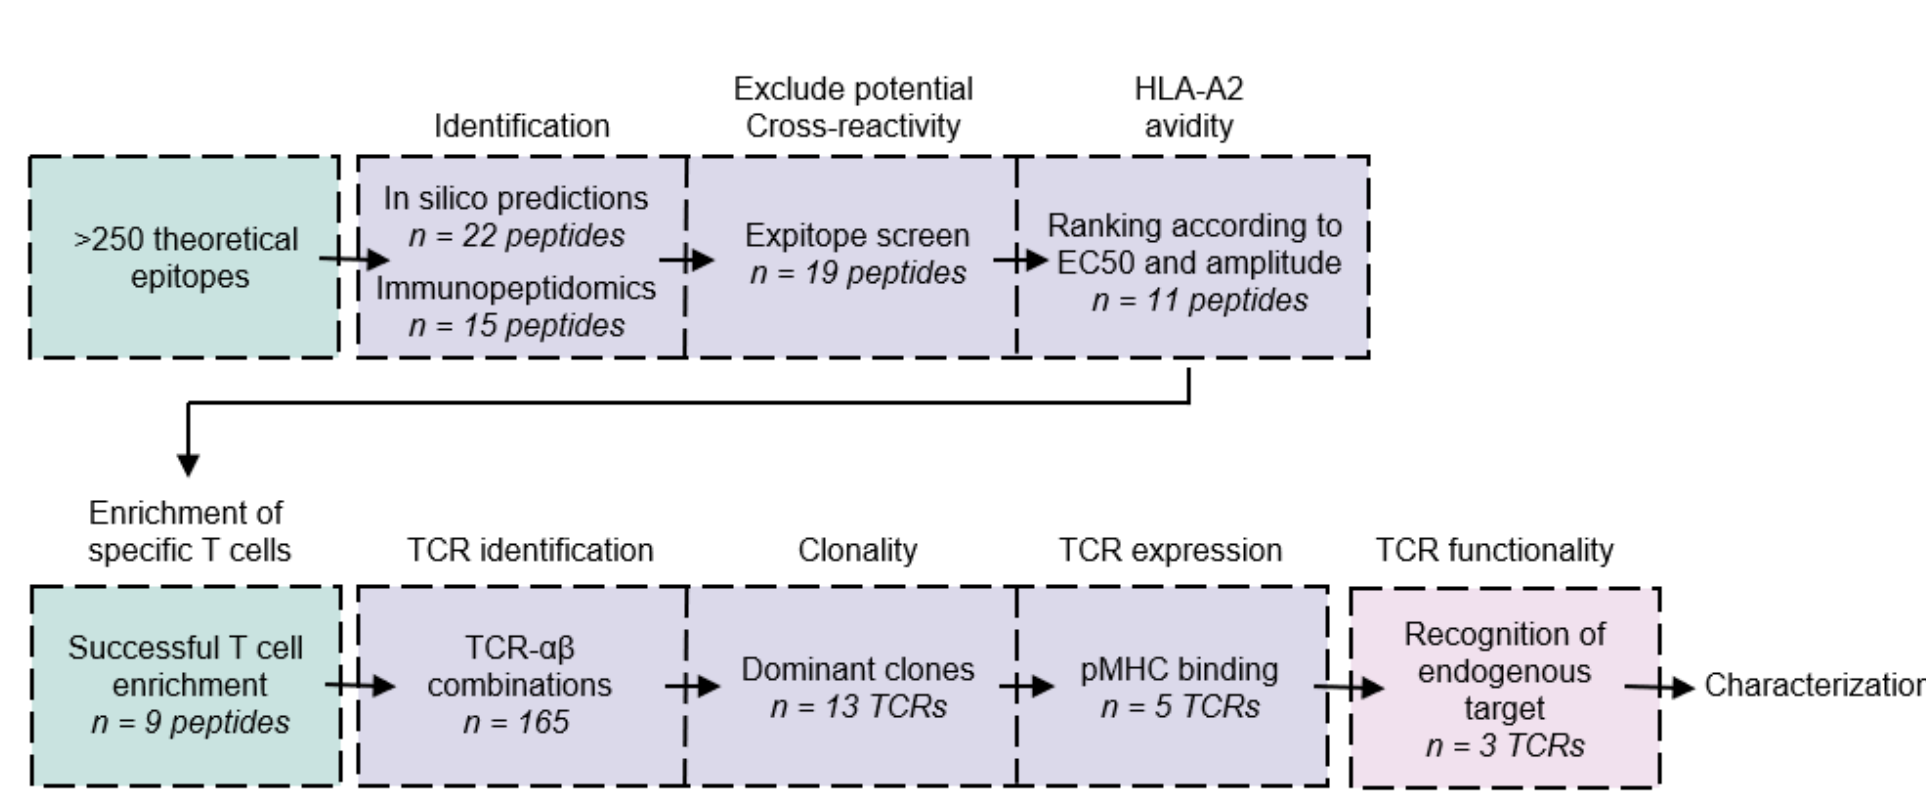 Identification
Exclude potential
Cross-reactivity
HLA-A2
avidity
>250 theoretical
epitopes
In silico predictions
n = 22 peptides
Immunopeptidomics
n = 15 peptides
Expitope screen
n = 19 peptides
Ranking according to
EC50 and amplitude
n = 11 peptides
Enrichment of
specific T cells
TCR identification
Clonality
TCR expression
TCR functionality
Successful T cell
enrichment
n = 9 peptides
TCR-αβ
combinations
n = 165
Dominant clones
n = 13 TCRs
pMHC binding
n = 5 TCRs
Recognition of
endogenous
target
n = 3 TCRs
Characterization